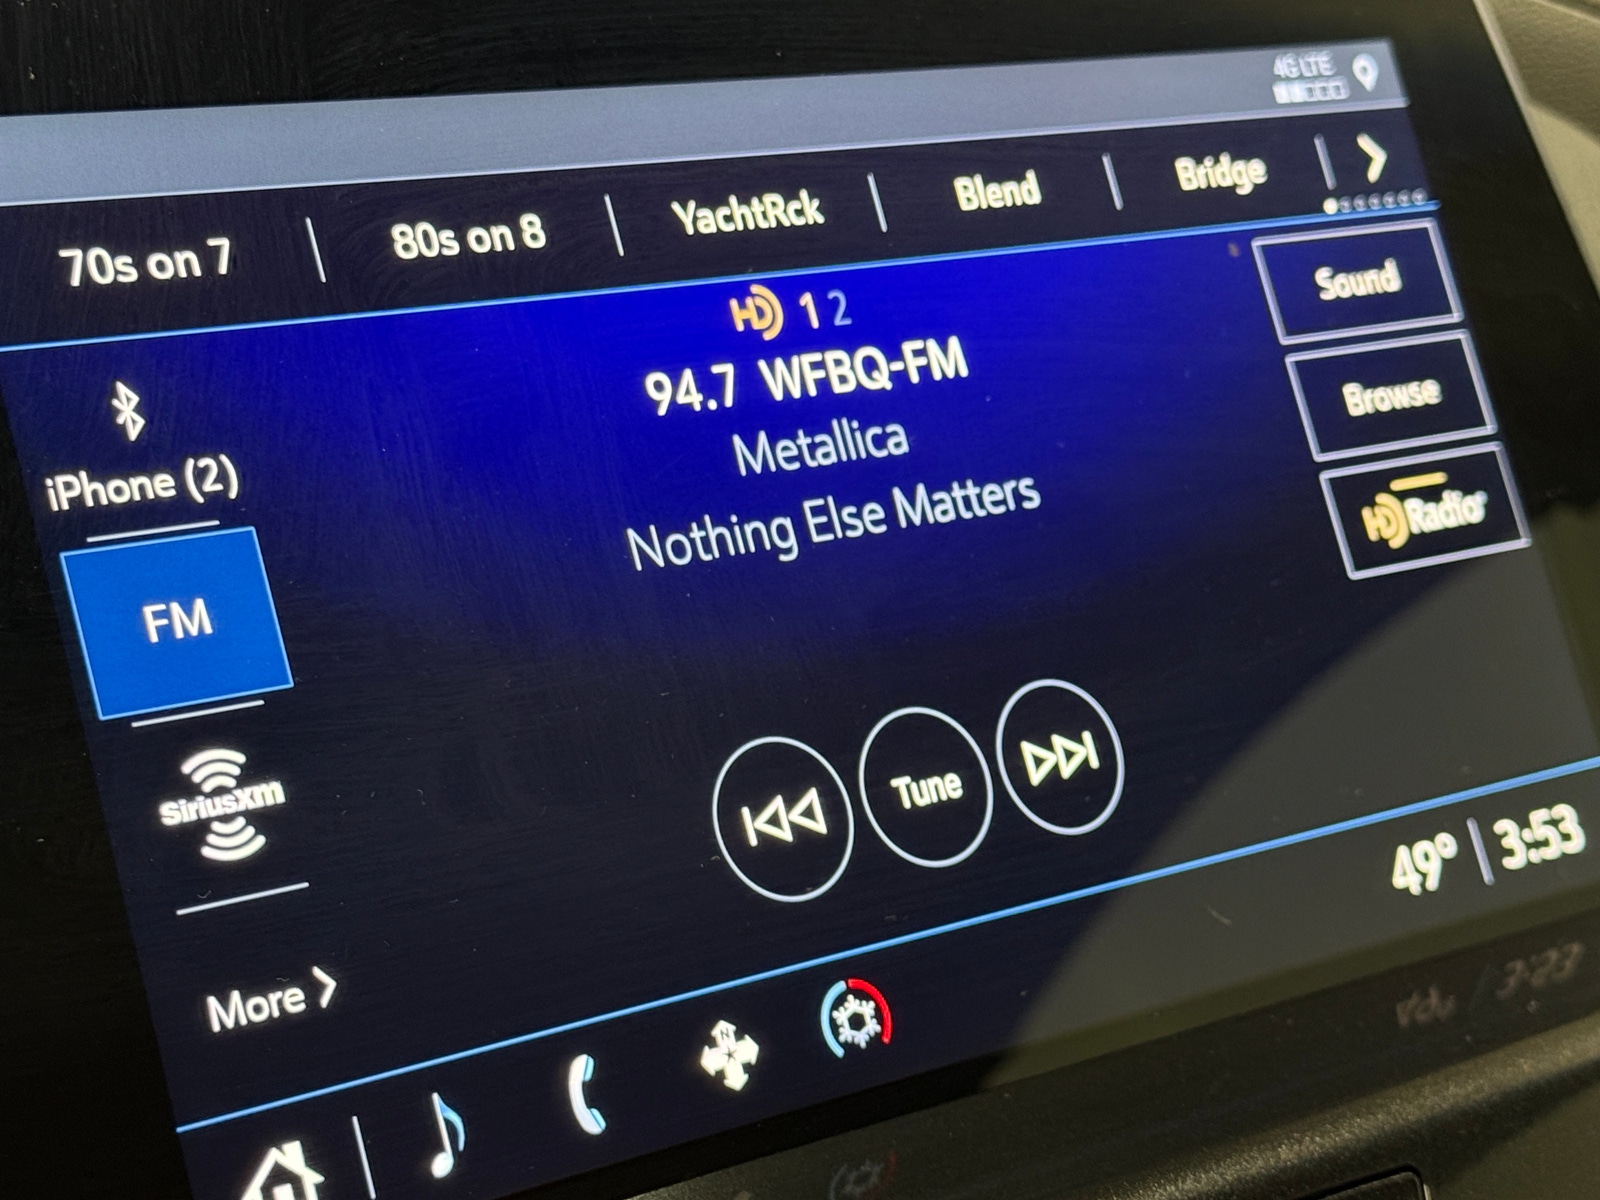 4G LTE
70s on 7
80s on 8
YachtRck
Blend
Bridge
HD 1 2
94.7 WFBQ-FM
Metallica
Nothing Else Matters
Sound
Browse
HD Radio
iPhone (2)
FM
SiriusXM
More
Tune
49° 3:53
N